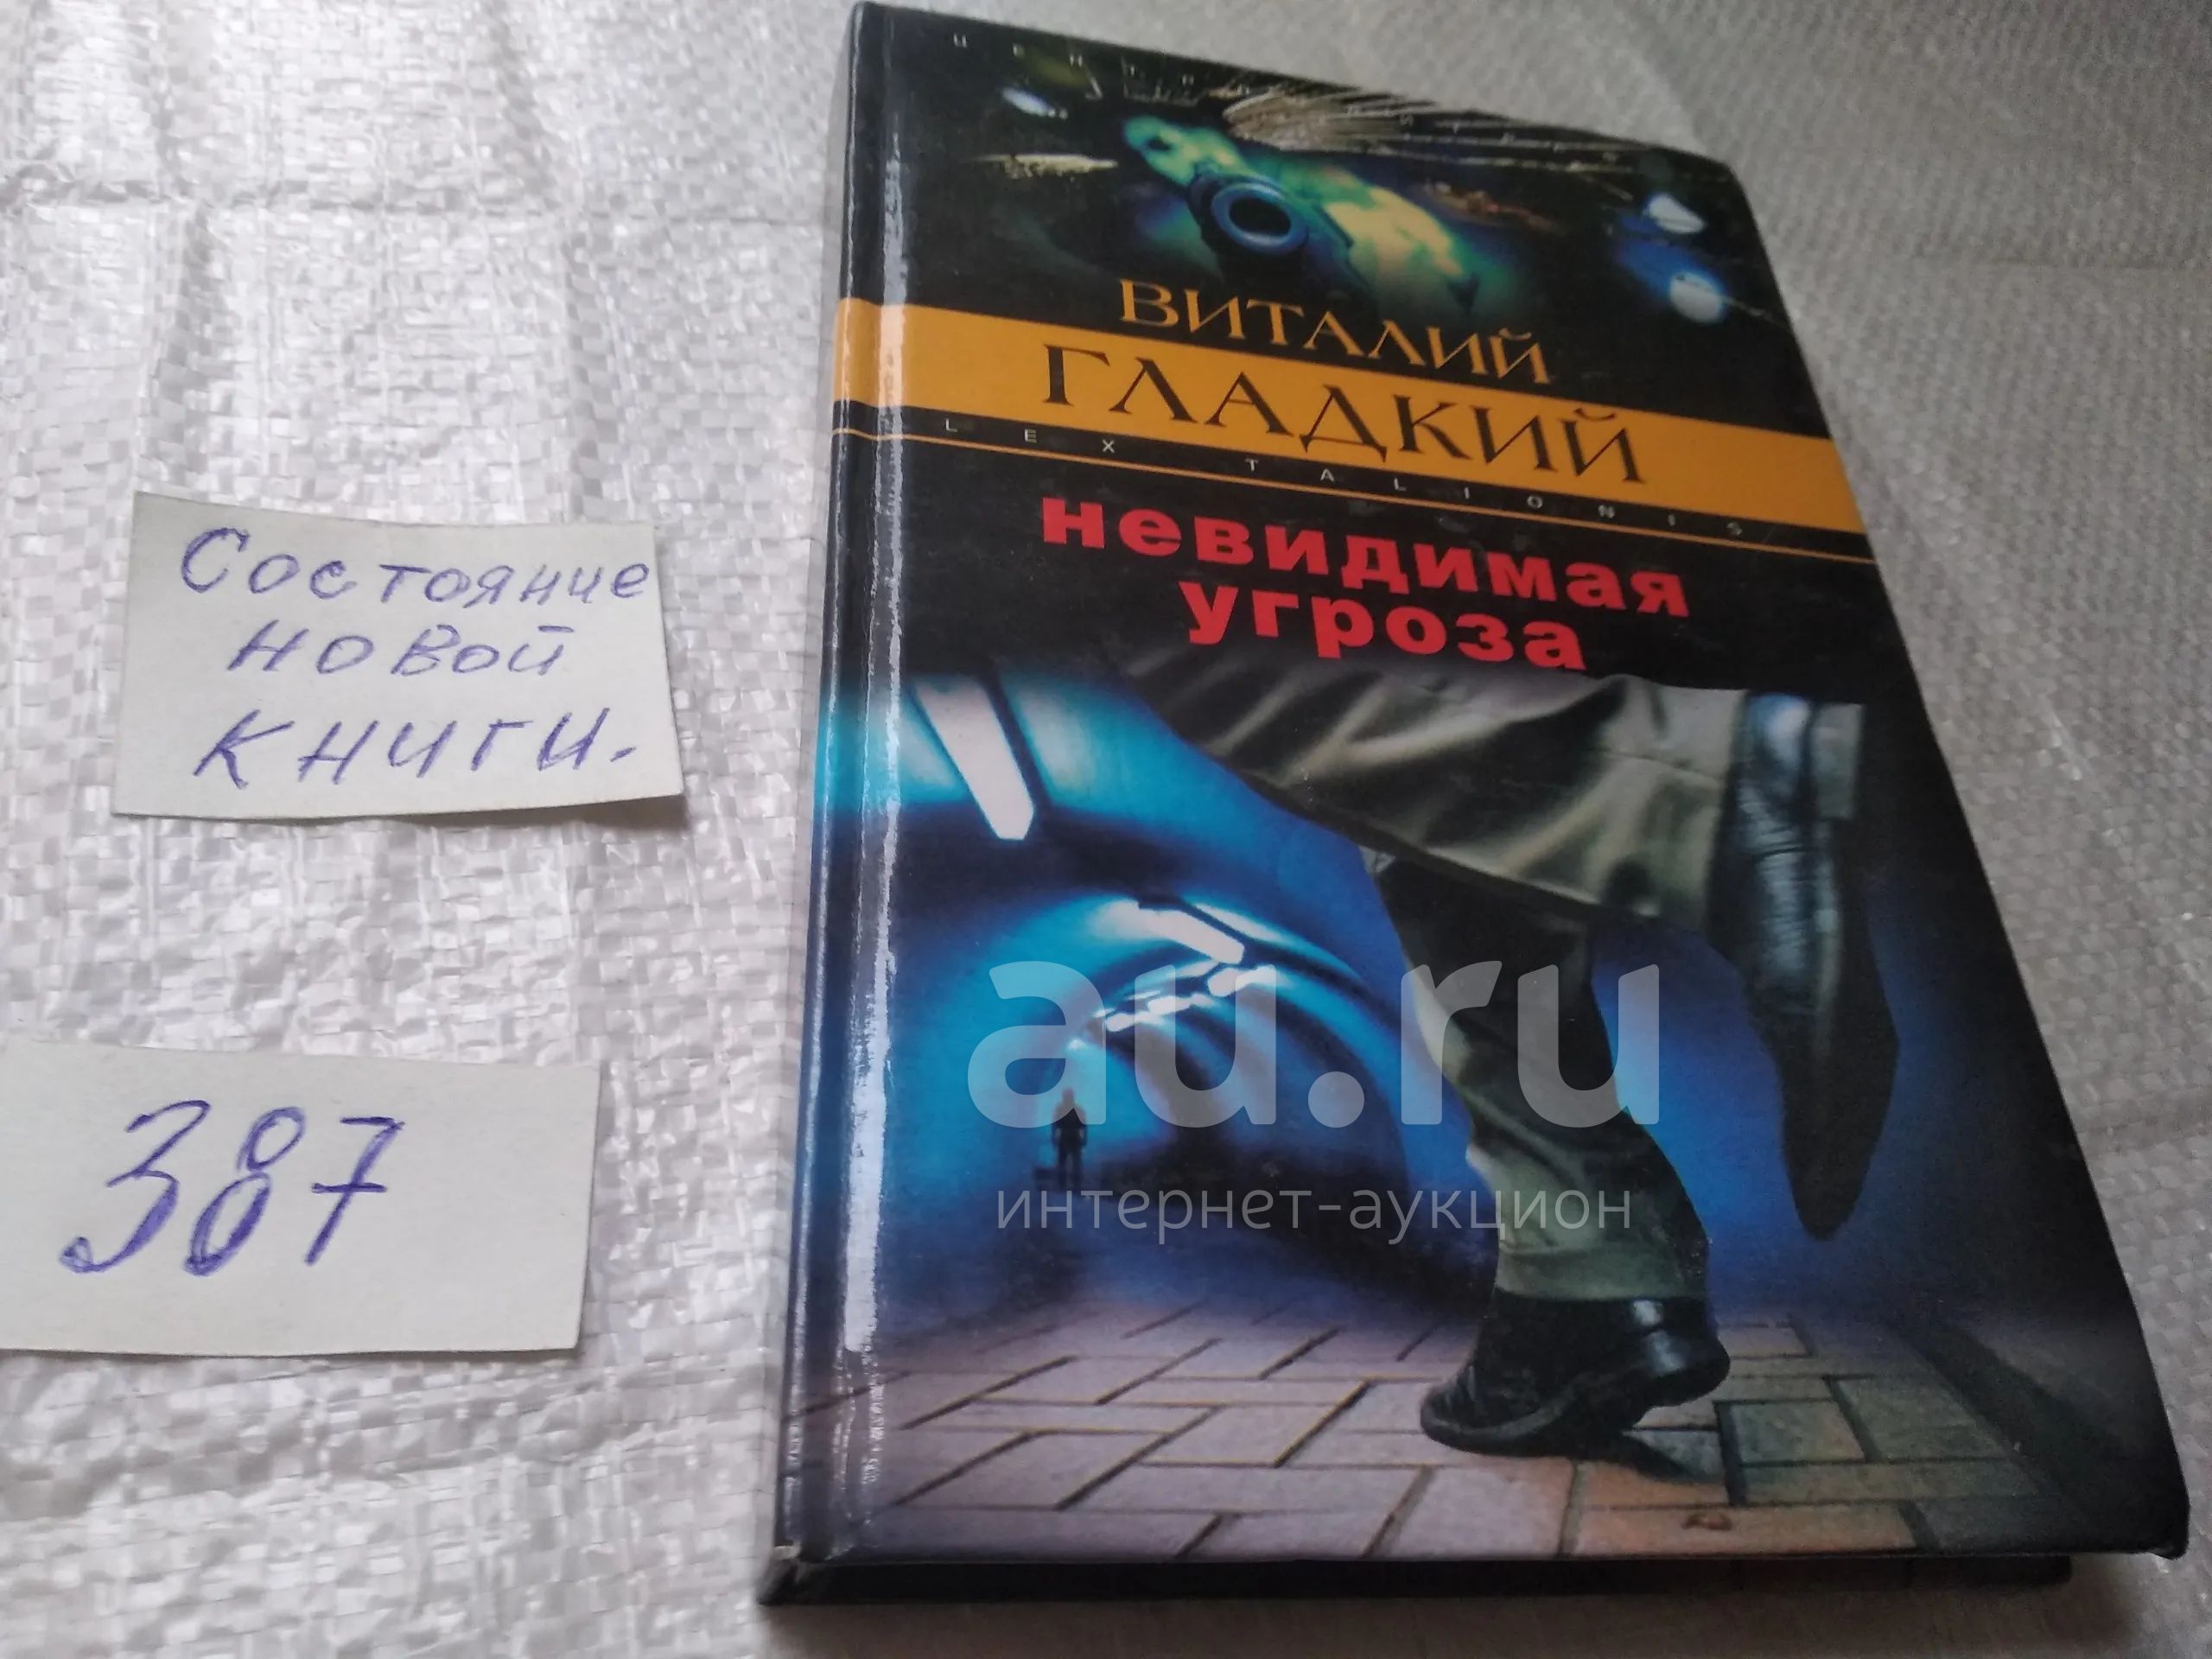 ВИТАЛИЙ
ГЛАДКИЙ
LEX TALIONIS
невидимая
угроза
Состояние
новой
книги.
387
au.ru
интернет-аукцион